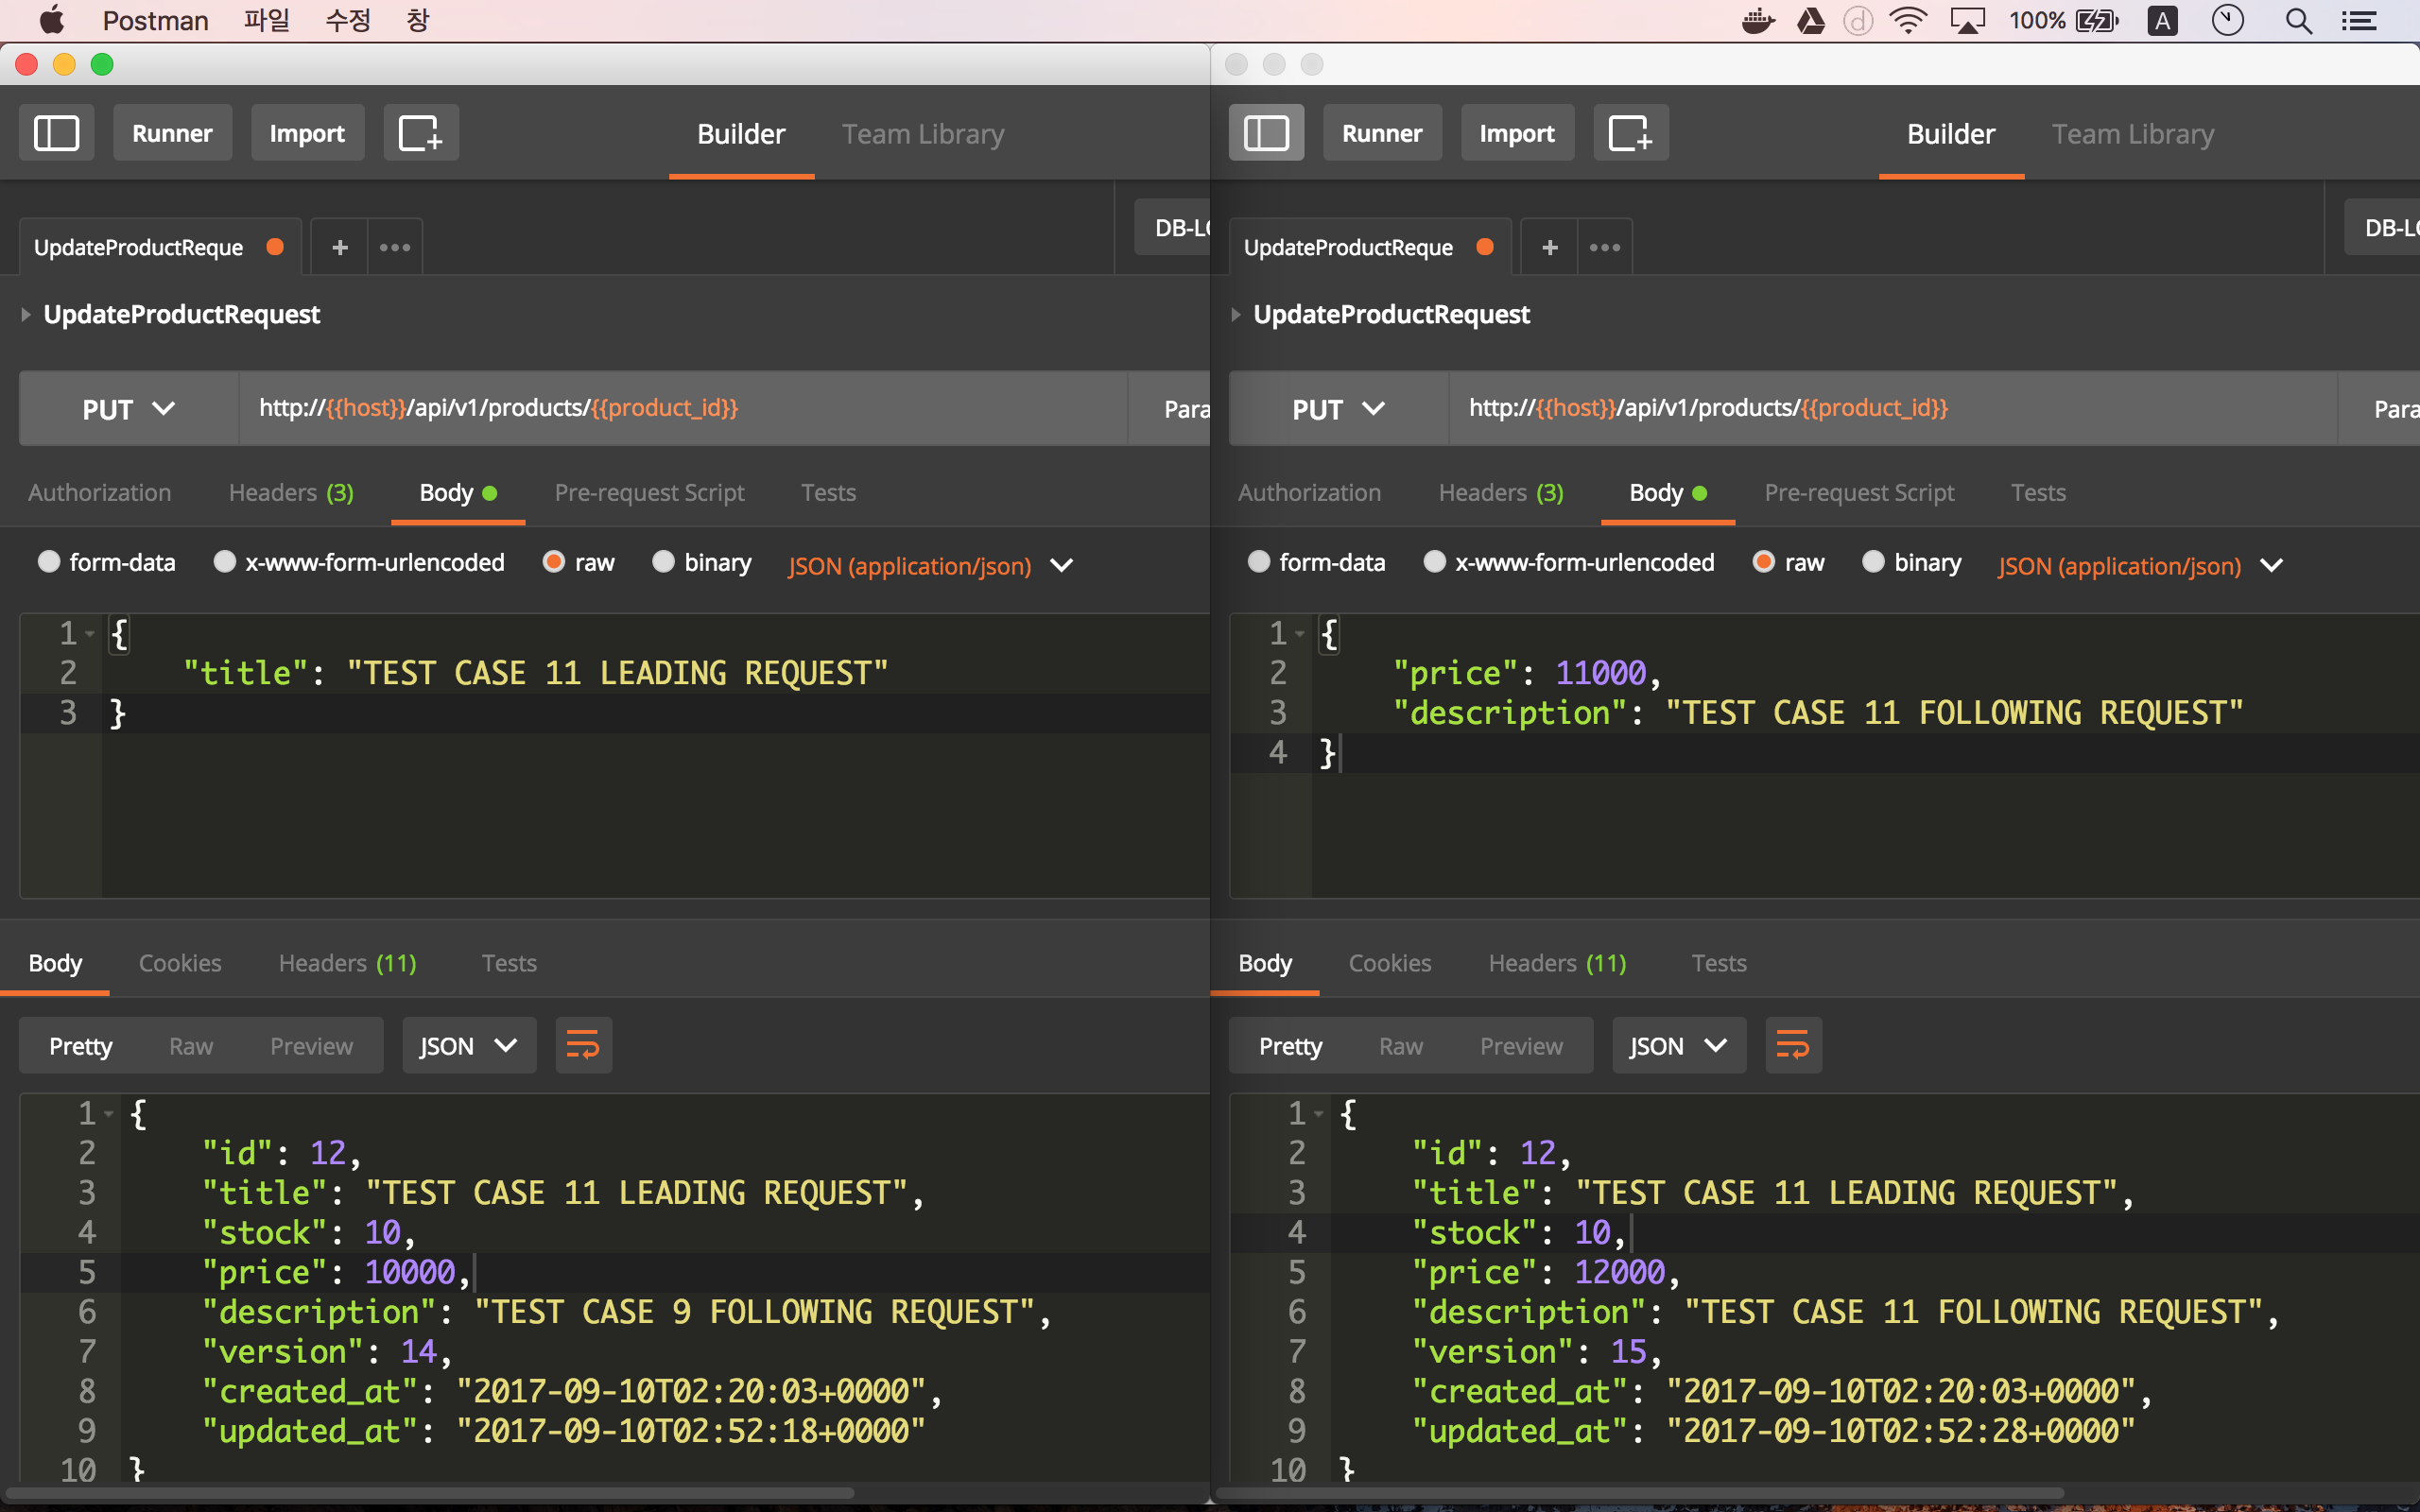 Postman 파일 수정 창 100% A
Runner Import Builder Team Library
UpdateProductReque + ••• DB-LO
UpdateProductRequest
PUT http://{{host}}/api/v1/products/{{product_id}} Para
Authorization Headers (3) Body Pre-request Script Tests
form-data x-www-form-urlencoded raw binary JSON (application/json)
1 {
2 "title": "TEST CASE 11 LEADING REQUEST"
3 }
Body Cookies Headers (11) Tests
Pretty Raw Preview JSON
1 {
2 "id": 12,
3 "title": "TEST CASE 11 LEADING REQUEST",
4 "stock": 10,
5 "price": 10000,
6 "description": "TEST CASE 9 FOLLOWING REQUEST",
7 "version": 14,
8 "created_at": "2017-09-10T02:20:03+0000",
9 "updated_at": "2017-09-10T02:52:18+0000"
10 }
Runner Import Builder Team Library
UpdateProductReque + ••• DB-LO
UpdateProductRequest
PUT http://{{host}}/api/v1/products/{{product_id}} Para
Authorization Headers (3) Body Pre-request Script Tests
form-data x-www-form-urlencoded raw binary JSON (application/json)
1 {
2 "price": 11000,
3 "description": "TEST CASE 11 FOLLOWING REQUEST"
4 }
Body Cookies Headers (11) Tests
Pretty Raw Preview JSON
1 {
2 "id": 12,
3 "title": "TEST CASE 11 LEADING REQUEST",
4 "stock": 10,
5 "price": 12000,
6 "description": "TEST CASE 11 FOLLOWING REQUEST",
7 "version": 15,
8 "created_at": "2017-09-10T02:20:03+0000",
9 "updated_at": "2017-09-10T02:52:28+0000"
10 }